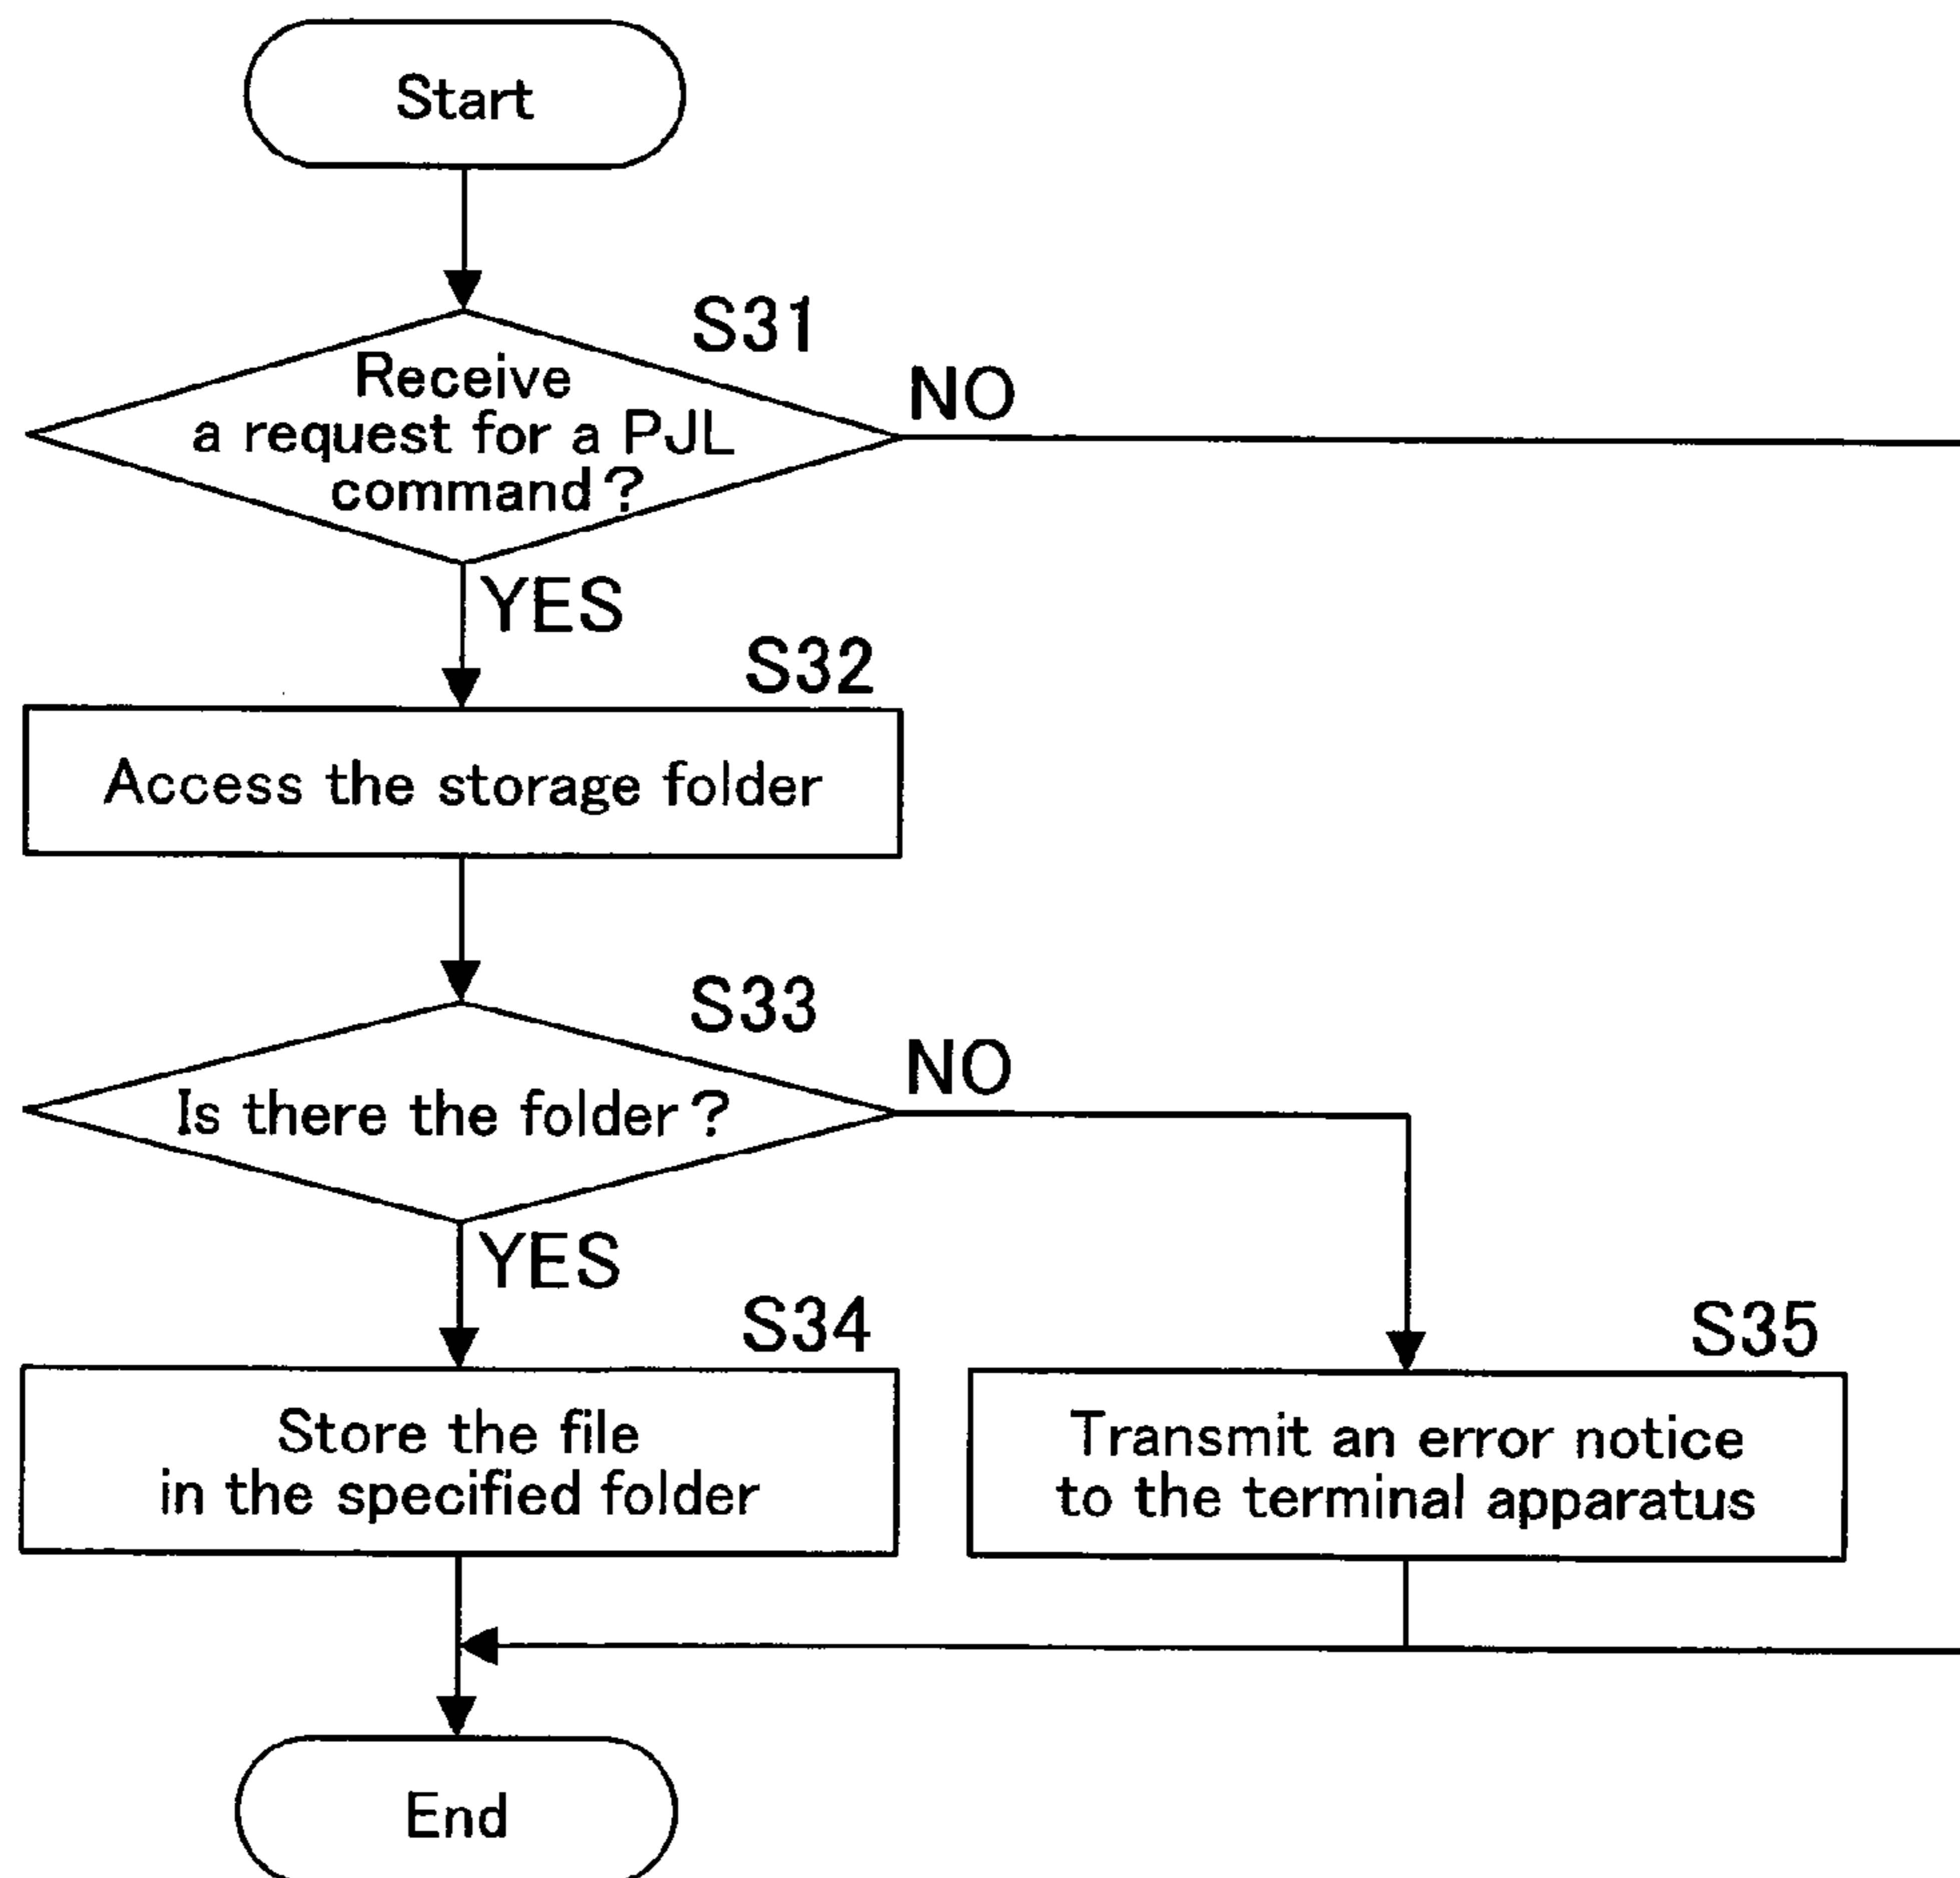 Start
S31
Receive
a request for a PJL
command?
NO
YES
S32
Access the storage folder
S33
Is there the folder?
NO
YES
S34
Store the file
in the specified folder
S35
Transmit an error notice
to the terminal apparatus
End